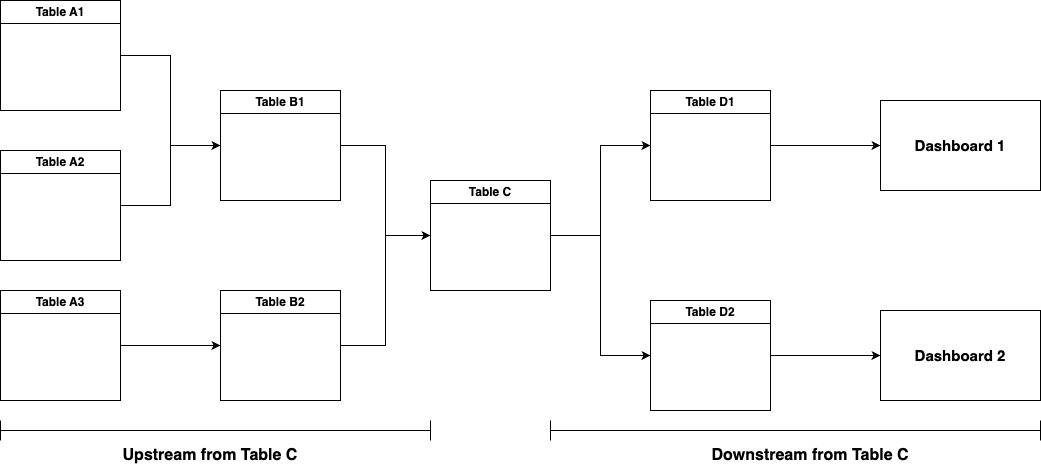 Table A1
Table A2
Table A3
Table B1
Table B2
Table C
Table D1
Table D2
Dashboard 1
Dashboard 2
Upstream from Table C
Downstream from Table C